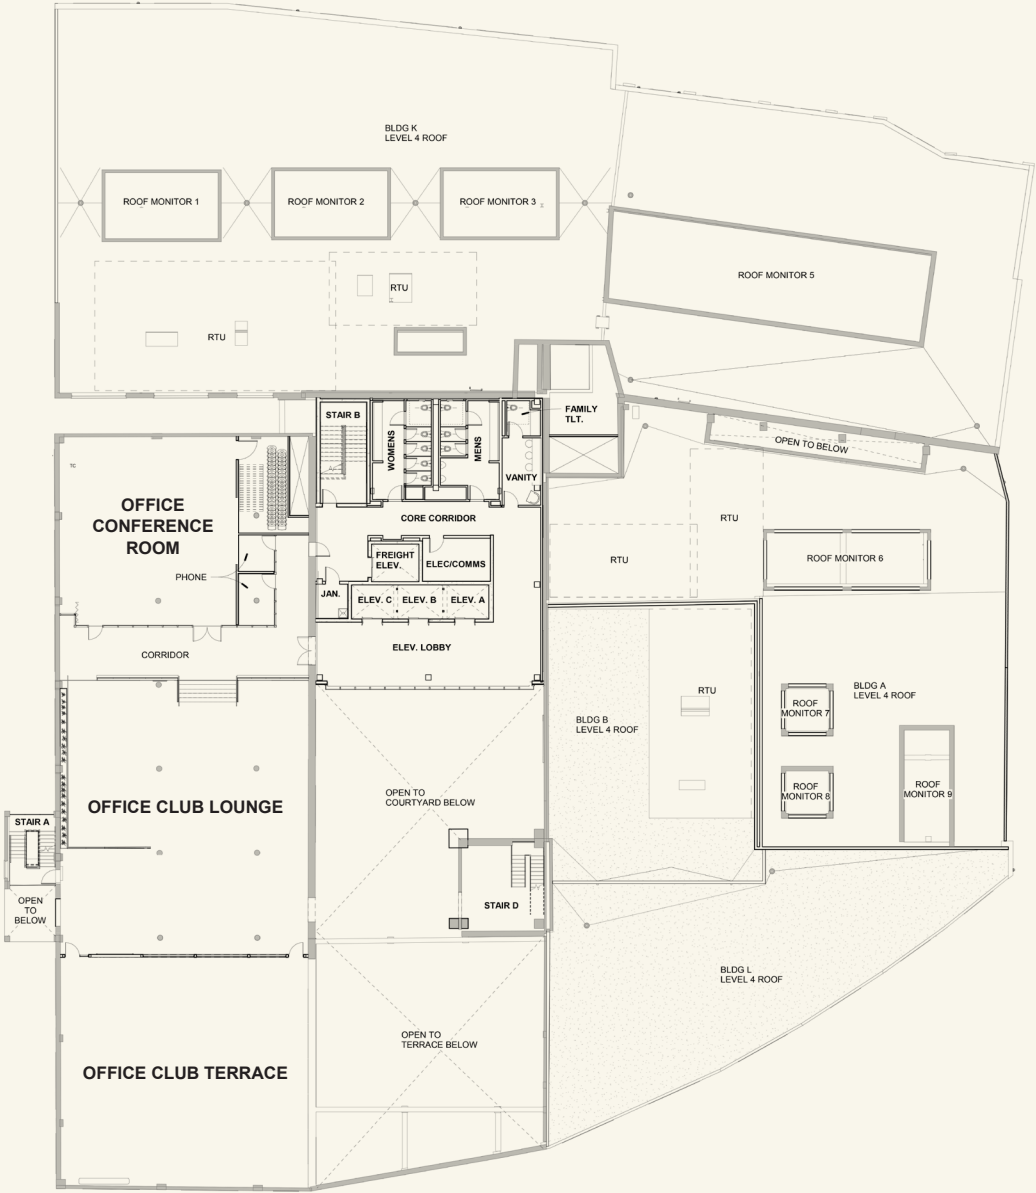 BLDG K
LEVEL 4 ROOF
ROOF MONITOR 1
ROOF MONITOR 2
ROOF MONITOR 3
ROOF MONITOR 5
RTU
RTU
STAIR B
WOMENS
MENS
FAMILY
TLT.
VANITY
OPEN TO BELOW
TC
OFFICE
CONFERENCE
ROOM
CORE CORRIDOR
RTU
RTU
ROOF MONITOR 6
FREIGHT
ELEV.
ELEC/COMMS
PHONE
JAN.
ELEV. C
ELEV. B
ELEV. A
CORRIDOR
ELEV. LOBBY
RTU
BLDG A
LEVEL 4 ROOF
BLDG B
LEVEL 4 ROOF
ROOF
MONITOR 7
ROOF
MONITOR 8
ROOF
MONITOR 9
OPEN TO
COURTYARD BELOW
OFFICE CLUB LOUNGE
STAIR A
OPEN
TO
BELOW
STAIR D
BLDG L
LEVEL 4 ROOF
OPEN TO
TERRACE BELOW
OFFICE CLUB TERRACE